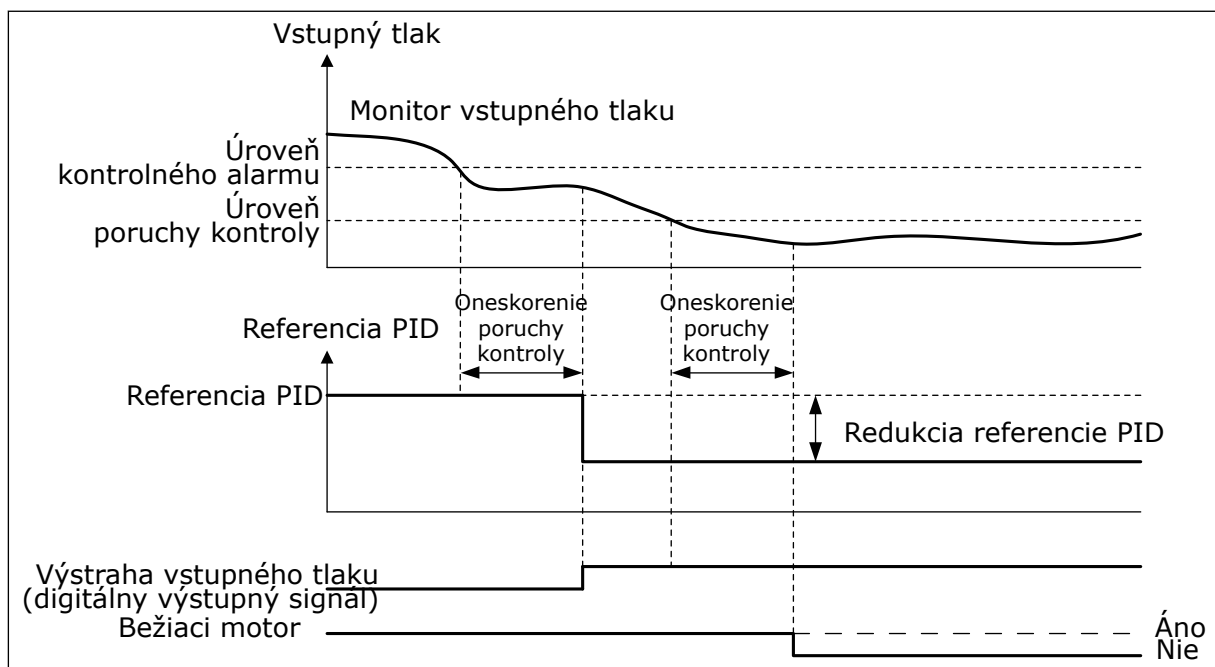 Vstupný tlak
Monitor vstupného tlaku
Úroveň
kontrolného alarmu
Úroveň
poruchy kontroly
Oneskorenie
poruchy
kontroly
Oneskorenie
poruchy
kontroly
Referencia PID
Referencia PID
Redukcia referencie PID
Výstraha vstupného tlaku
(digitálny výstupný signál)
Bežiaci motor
Áno
Nie